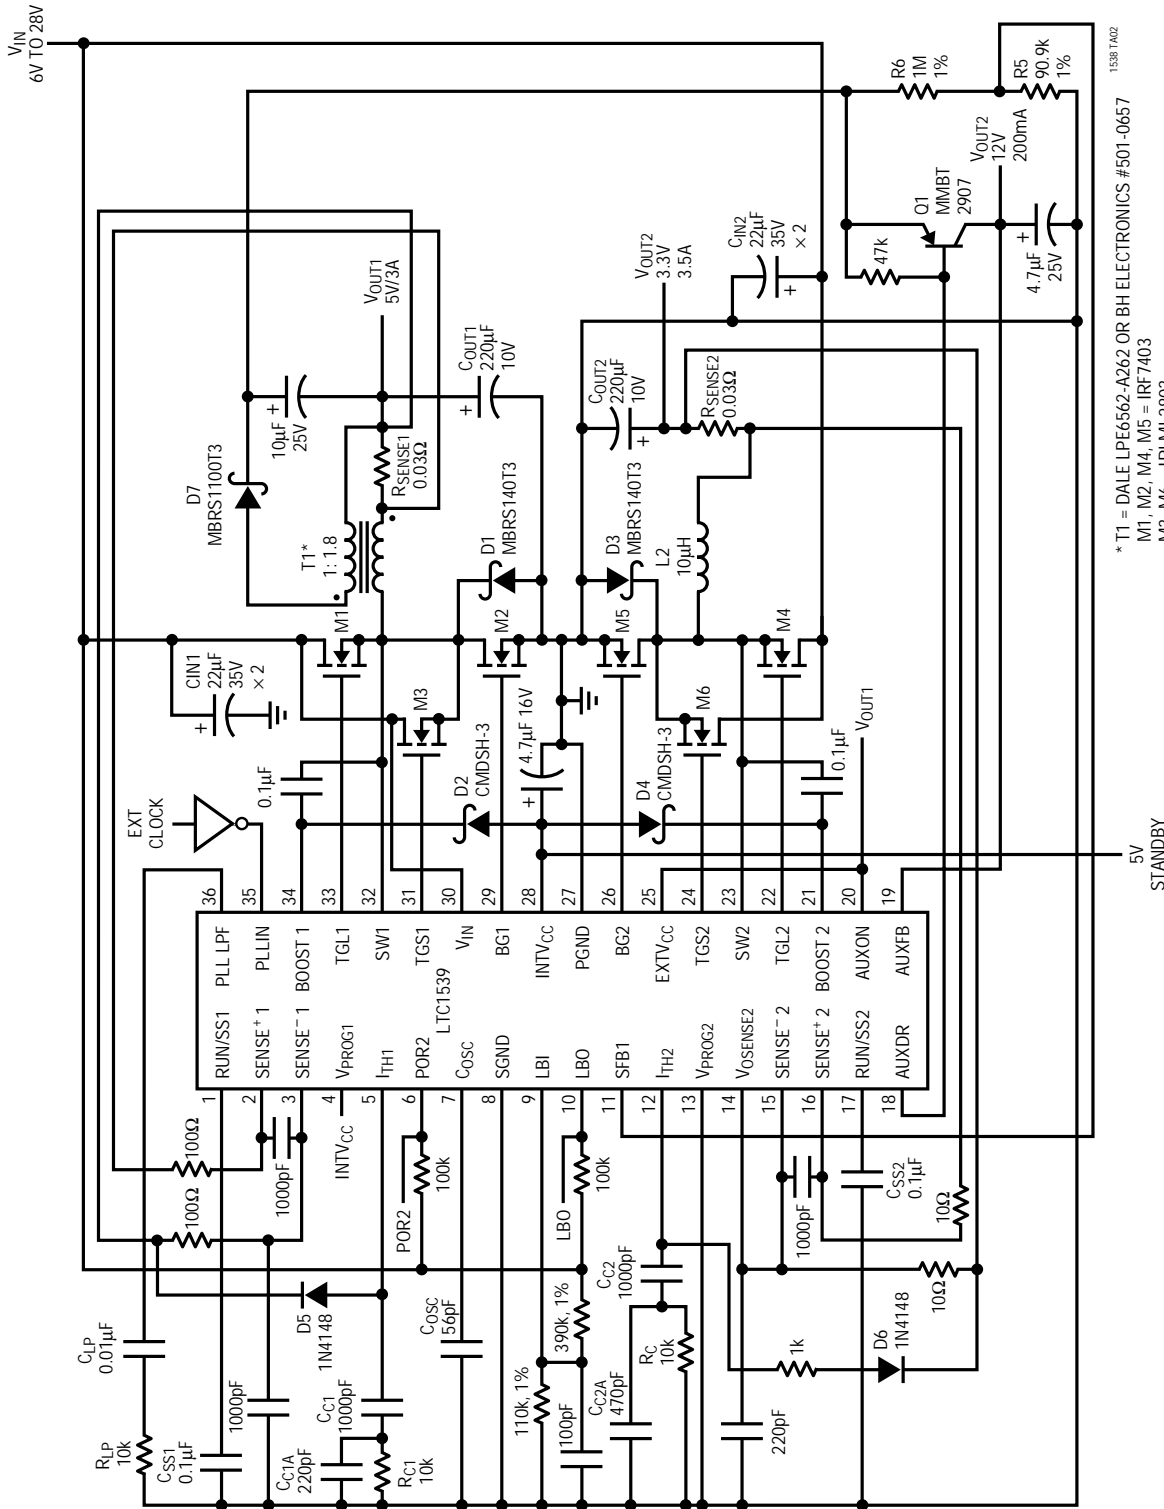 VIN
6V TO 28V
CIN1
22µF
35V
× 2
EXT
CLOCK
0.1µF
D7
MBRS1100T3
T1*
1: 1.8
10µF
25V
+
RSENSE1
0.03Ω
VOUT1
5V/3A
COUT1
220µF
10V
+
M1
M3
M2
D1
MBRS140T3
D2
CMDSH-3
4.7µF 16V
+
D4
CMDSH-3
M5
M6
M4
D3
MBRS140T3
L2
10µH
COUT2
220µF
10V
+
RSENSE2
0.03Ω
VOUT2
3.3V
3.5A
CIN2
22µF
35V
× 2
+
R6
1M
1%
R5
90.9k
1%
47k
Q1
MMBT
2907
VOUT2
12V
200mA
4.7µF
25V
+
0.1µF
VOUT1
5V
STANDBY
36
35
34
33
32
31
30
29
28
27
26
25
24
23
22
21
20
19
PLL LPF
PLLIN
BOOST 1
TGL1
SW1
TGS1
VIN
BG1
INTVCC
PGND
BG2
EXTVCC
TGS2
SW2
TGL2
BOOST 2
AUXON
AUXFB
LTC1539
RUN/SS1
SENSE+ 1
SENSE– 1
VPROG1
ITH1
POR2
COSC
SGND
LBI
LBO
SFB1
ITH2
VPROG2
VOSENSE2
SENSE– 2
SENSE+ 2
RUN/SS2
AUXDR
1
2
3
4
5
6
7
8
9
10
11
12
13
14
15
16
17
18
100Ω
100Ω
1000pF
INTVCC
POR2
100k
LBO
100k
1000pF
CSS2
0.1µF
10Ω
10Ω
CLP
0.01µF
RLP
10k
CSS1
0.1µF
1000pF
D5
1N4148
CC1
1000pF
CC1A
220pF
RC1
10k
COSC
56pF
390k, 1%
110k, 1%
100pF
CC2
1000pF
CC2A
470pF
RC
10k
1k
D6
1N4148
220pF
1538 TA02
* T1 = DALE LPE6562-A262 OR BH ELECTRONICS #501-0657
M1, M2, M4, M5 = IRF7403